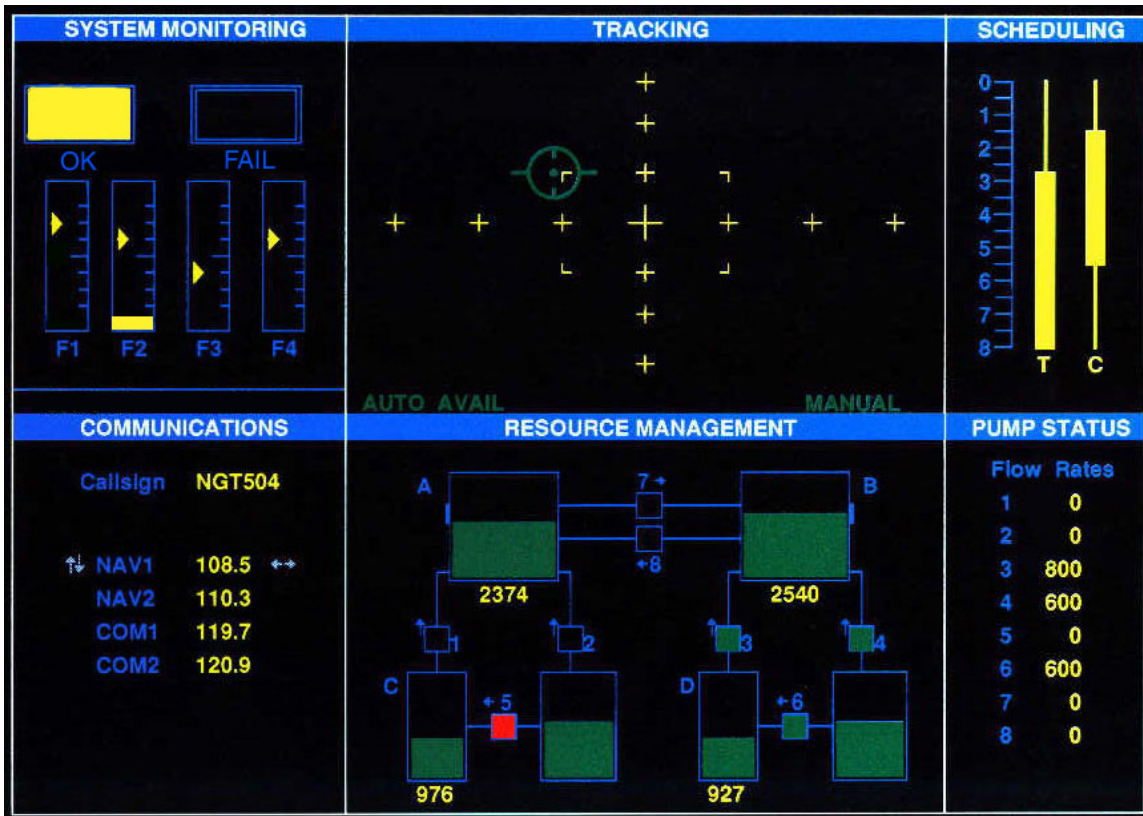 SYSTEM MONITORING
OK FAIL
F1 F2 F3 F4
TRACKING
AUTO AVAIL MANUAL
SCHEDULING
0
1
2
3
4
5
6
7
8
T C
COMMUNICATIONS
Callsign NGT504
NAV1 108.5
NAV2 110.3
COM1 119.7
COM2 120.9
RESOURCE MANAGEMENT
A 7 B
8
2374 2540
1 2 3 4
C 5 D 6
976 927
PUMP STATUS
Flow Rates
1 0
2 0
3 800
4 600
5 0
6 600
7 0
8 0